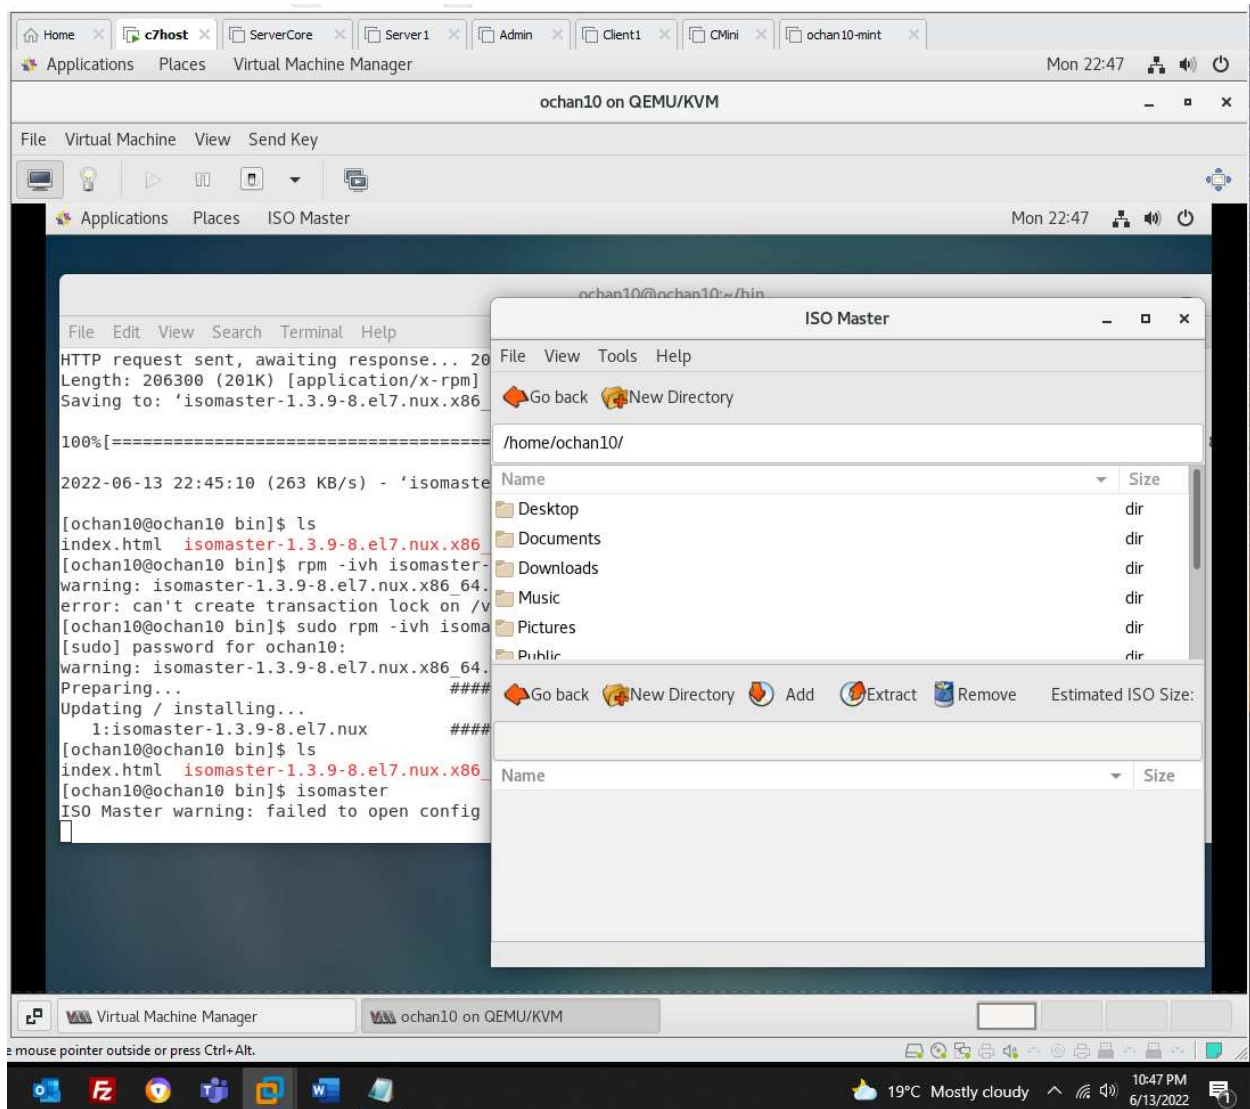 Home c7host ServerCore Server1 Admin Client1 CMini ochan10-mint
Applications Places Virtual Machine Manager Mon 22:47
ochan10 on QEMU/KVM
File Virtual Machine View Send Key
Applications Places ISO Master Mon 22:47
ochan10@ochan10:~/bin
File Edit View Search Terminal Help
HTTP request sent, awaiting response... 20
Length: 206300 (201K) [application/x-rpm]
Saving to: ‘isomaster-1.3.9-8.el7.nux.x86_
100%[=====================================
2022-06-13 22:45:10 (263 KB/s) - ‘isomaste
[ochan10@ochan10 bin]$ ls
index.html isomaster-1.3.9-8.el7.nux.x86_
[ochan10@ochan10 bin]$ rpm -ivh isomaster-
warning: isomaster-1.3.9-8.el7.nux.x86_64.
error: can't create transaction lock on /v
[ochan10@ochan10 bin]$ sudo rpm -ivh isoma
[sudo] password for ochan10:
warning: isomaster-1.3.9-8.el7.nux.x86_64.
Preparing... ####
Updating / installing...
1:isomaster-1.3.9-8.el7.nux ####
[ochan10@ochan10 bin]$ ls
index.html isomaster-1.3.9-8.el7.nux.x86_
[ochan10@ochan10 bin]$ isomaster
ISO Master warning: failed to open config
ISO Master
File View Tools Help
Go back New Directory
/home/ochan10/
Name Size
Desktop dir
Documents dir
Downloads dir
Music dir
Pictures dir
Public dir
Go back New Directory Add Extract Remove Estimated ISO Size:
Name Size
Virtual Machine Manager ochan10 on QEMU/KVM
e mouse pointer outside or press Ctrl+Alt.
19°C Mostly cloudy 10:47 PM
6/13/2022